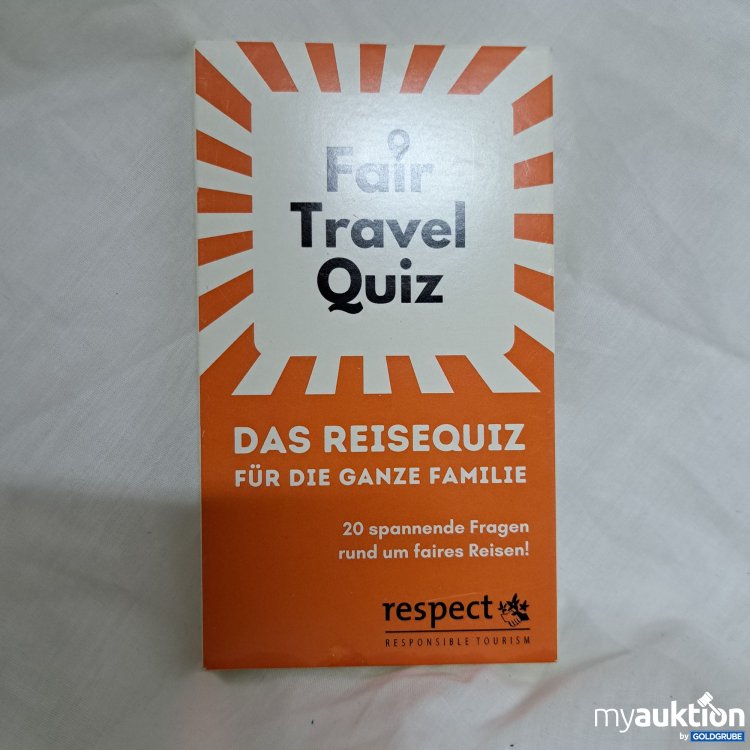 Fair
Travel
Quiz
DAS REISEQUIZ
FÜR DIE GANZE FAMILIE
20 spannende Fragen
rund um faires Reisen!
respect
RESPONSIBLE TOURISM
myauktion
by GOLDGRUBE